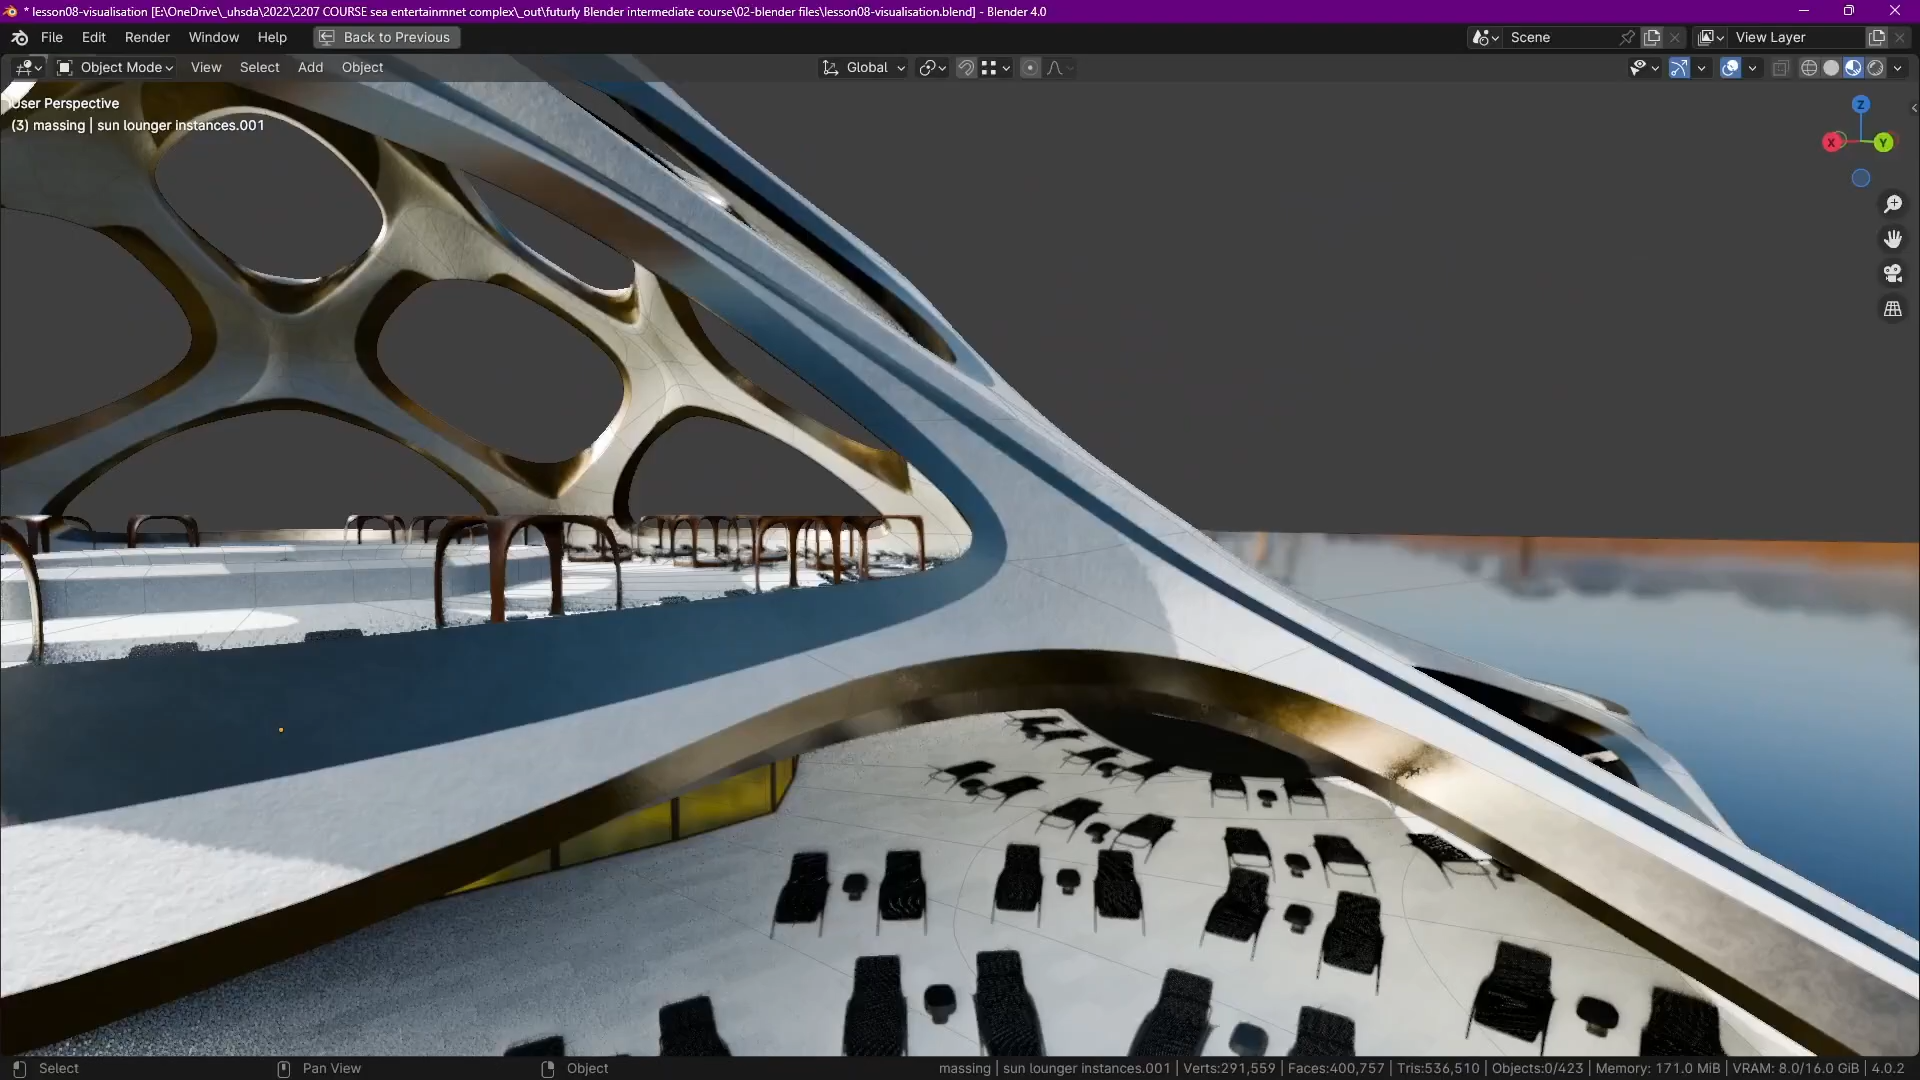 * lesson08-visualisation [E:\OneDrive\_uhsda\2022\2207 COURSE sea entertainmnet complex\_out\futurly Blender intermediate course\02-blender files\lesson08-visualisation.blend] - Blender 4.0
File Edit Render Window Help Back to Previous Scene View Layer
Object Mode View Select Add Object Global
User Perspective
(3) massing | sun lounger instances.001
Z
X Y
Select Pan View Object massing | sun lounger instances.001 | Verts:291,559 | Faces:400,757 | Tris:536,510 | Objects:0/423 | Memory: 171.0 MiB | VRAM: 8.0/16.0 GiB | 4.0.2